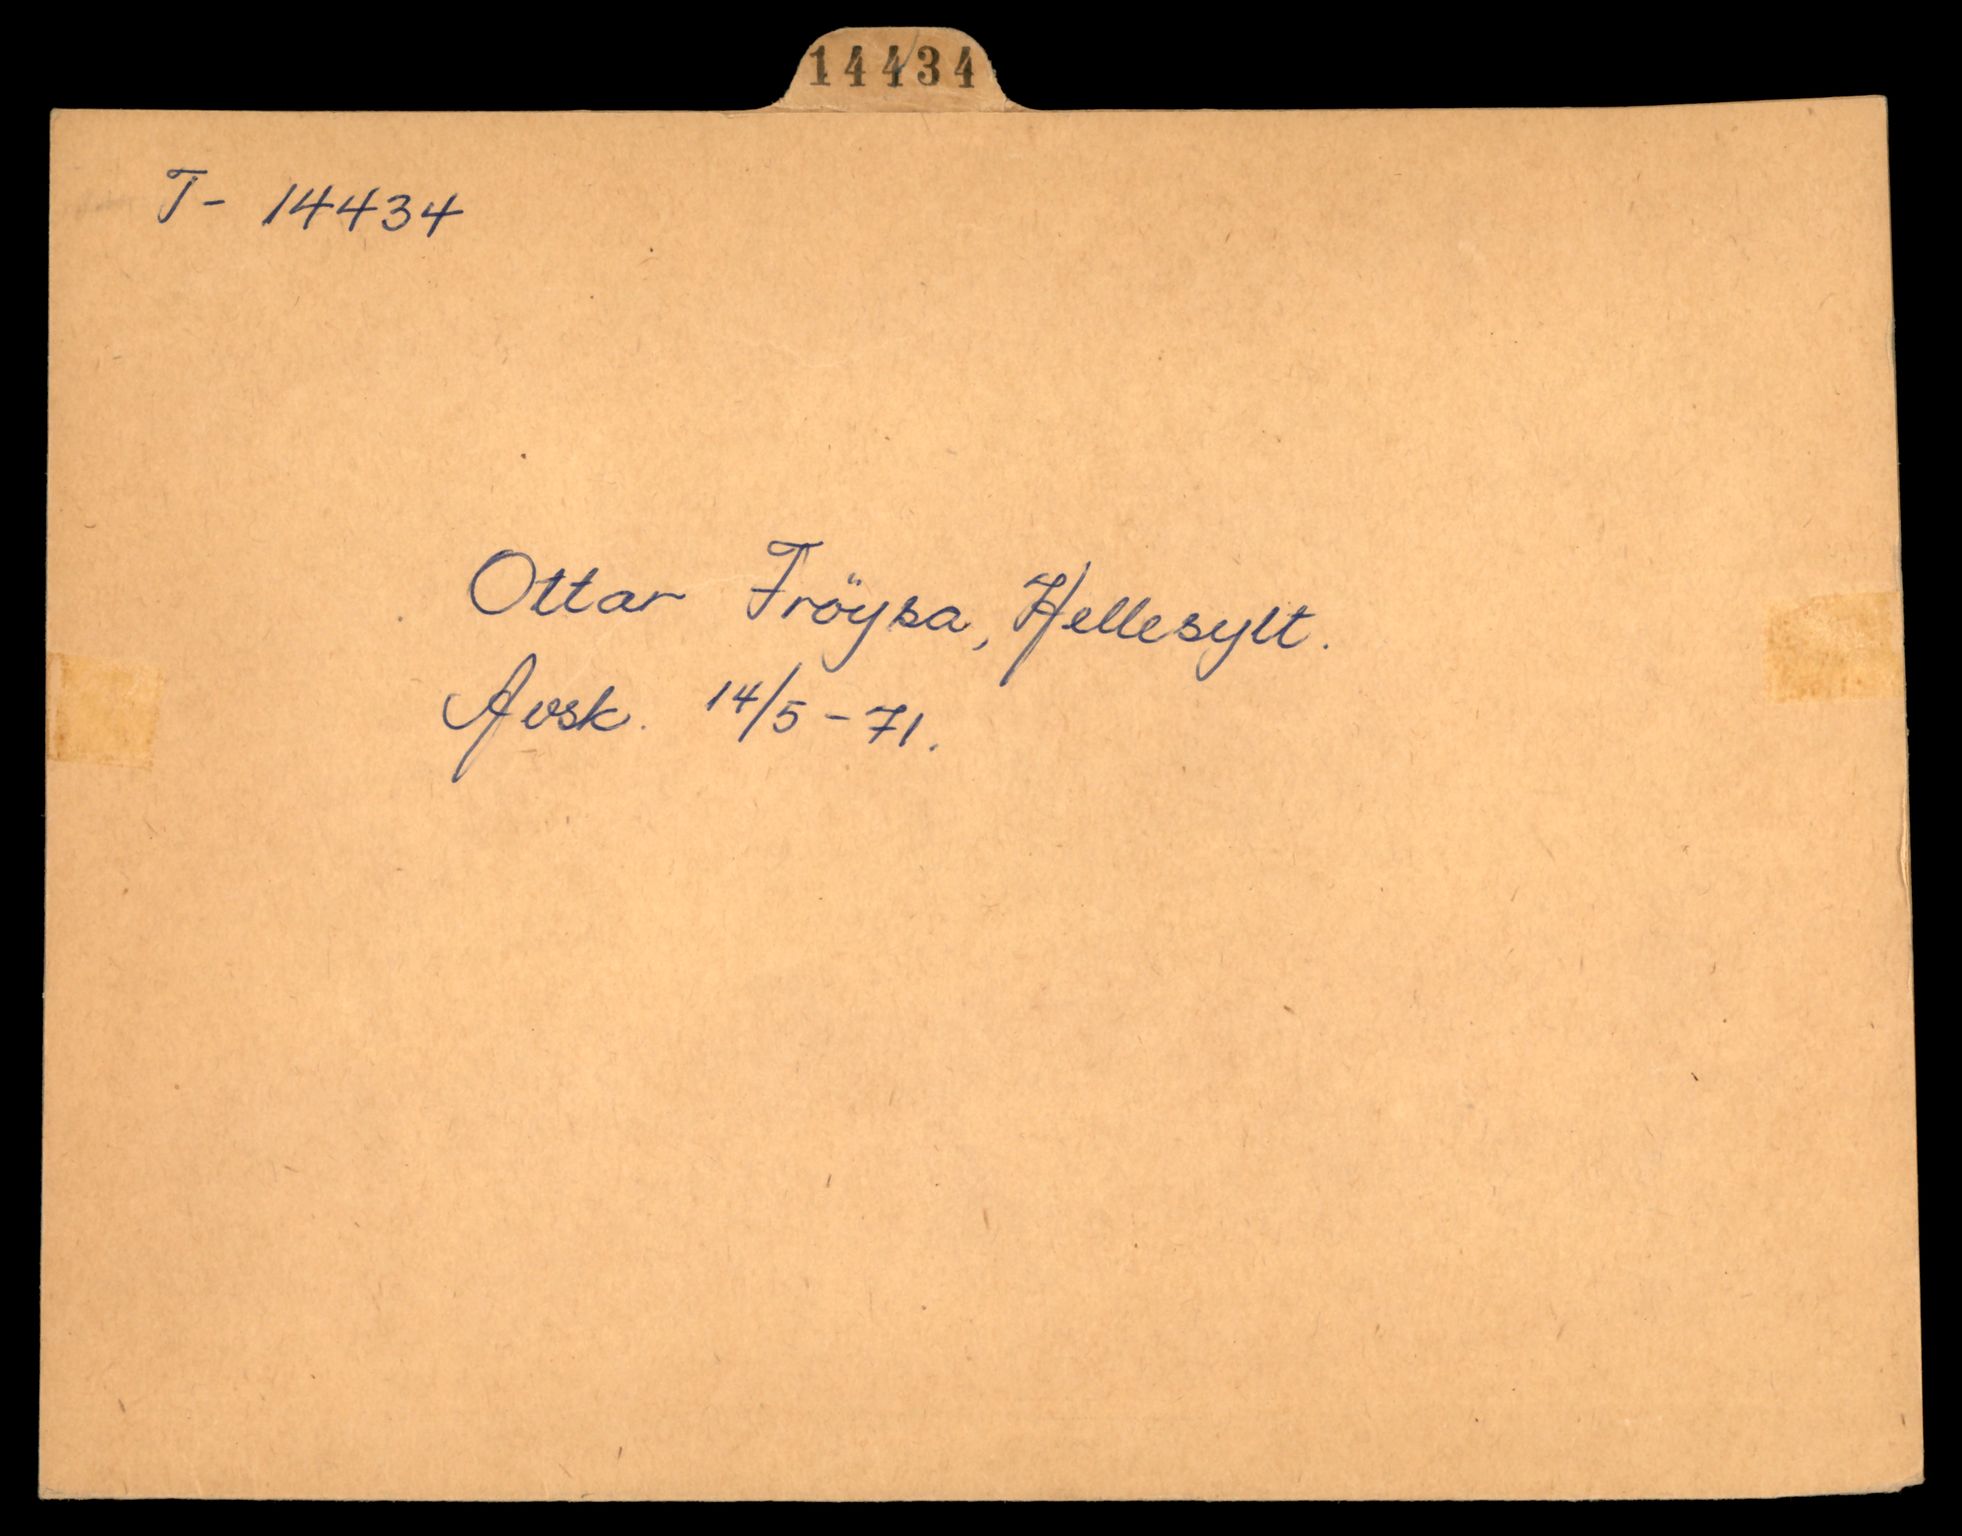 14434
T- 14434
Ottar Fröysa, Hellesylt.
Avsk. 14/5-71.